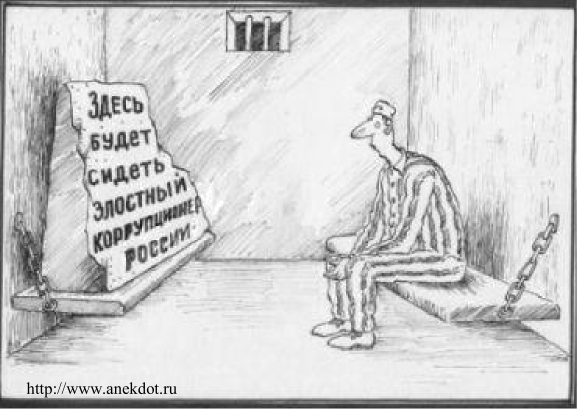 ЗДЕСЬ
БУДЕТ
СИДЕТЬ
ЗЛОСТНЫЙ
КОРРУПЦИОНЕР
РОССИИ
http://www.anekdot.ru